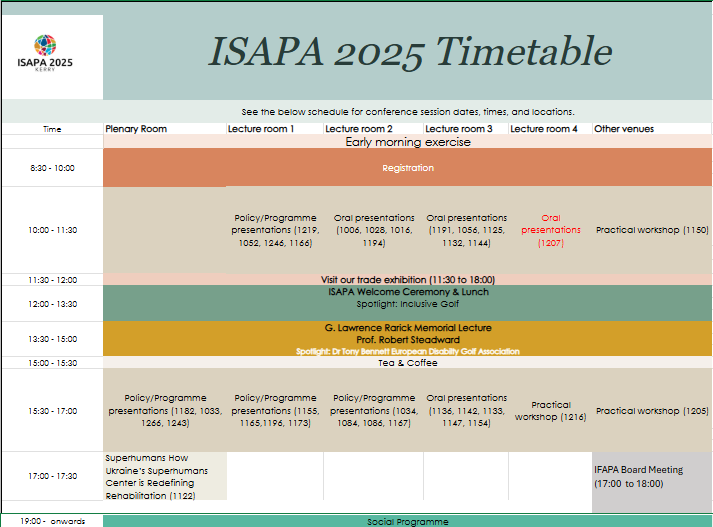 ISAPA 2025
KERRY
ISAPA 2025 Timetable
See the below schedule for conference session dates, times, and locations.
Time Plenary Room Lecture room 1 Lecture room 2 Lecture room 3 Lecture room 4 Other venues
Early morning exercise
8:30 - 10:00 Registration
10:00 - 11:30
Policy/Programme
presentations (1219,
1052, 1246, 1166)
Oral presentations
(1006, 1028, 1016,
1194)
Oral presentations
(1191, 1056, 1125,
1132, 1144)
Oral
presentations
(1207)
Practical workshop (1150)
11:30 - 12:00 Visit our trade exhibition (11:30 to 18:00)
12:00 - 13:30
ISAPA Welcome Ceremony & Lunch
Spotlight: Inclusive Golf
13:30 - 15:00
G. Lawrence Rarick Memorial Lecture
Prof. Robert Steadward
Spotlight: Dr Tony Bennett European Disability Golf Association
15:00 - 15:30 Tea & Coffee
15:30 - 17:00
Policy/Programme
presentations (1182, 1033,
1266, 1243)
Policy/Programme
presentations (1155,
1165,1196, 1173)
Policy/Programme
presentations (1034,
1084, 1086, 1167)
Oral presentations
(1136, 1142, 1133,
1147, 1154)
Practical
workshop (1216)
Practical workshop (1205)
17:00 - 17:30
Superhumans How
Ukraine's Superhumans
Center is Redefining
Rehabilitation (1122)
IFAPA Board Meeting
(17:00 to 18:00)
19:00 - onwards Social Programme